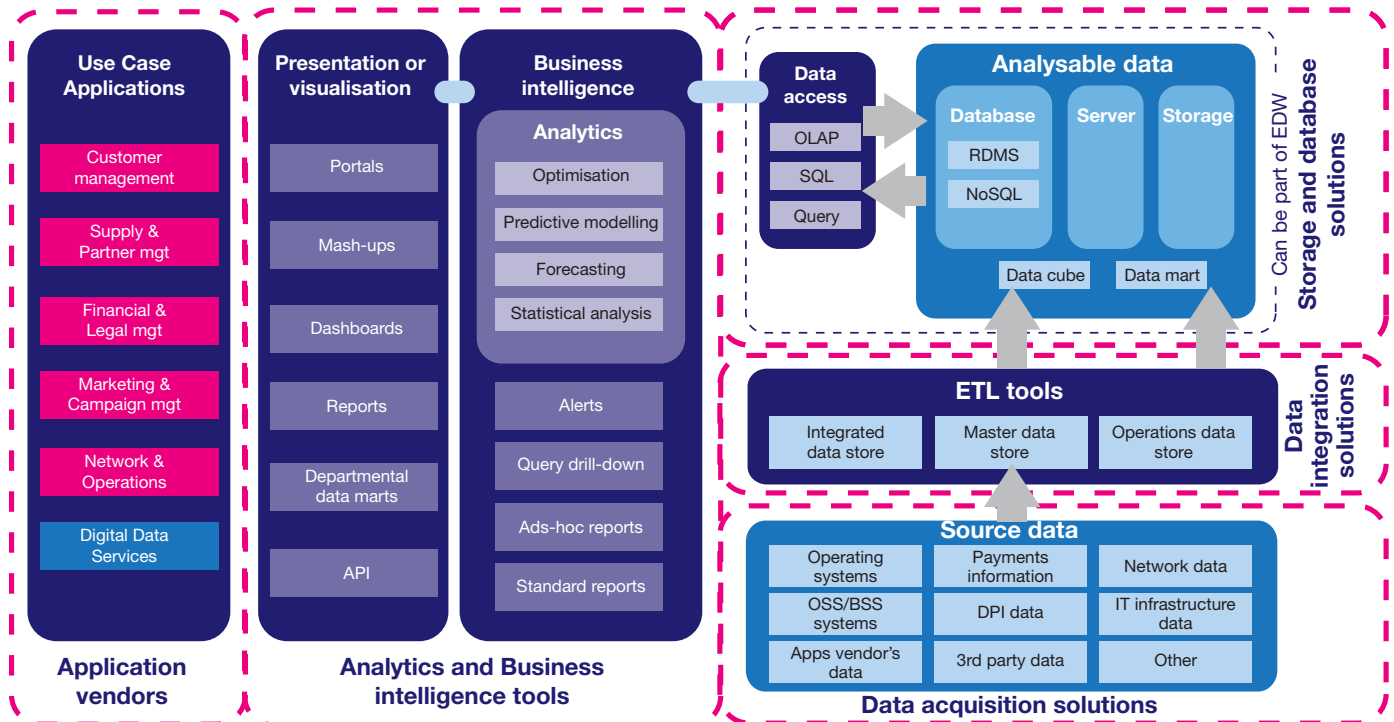 Use Case
Applications
Customer
management
Supply &
Partner mgt
Financial &
Legal mgt
Marketing &
Campaign mgt
Network &
Operations
Digital Data
Services
Application
vendors
Presentation or
visualisation
Portals
Mash-ups
Dashboards
Reports
Departmental
data marts
API
Business
intelligence
Analytics
Optimisation
Predictive modelling
Forecasting
Statistical analysis
Alerts
Query drill-down
Ads-hoc reports
Standard reports
Analytics and Business
intelligence tools
Data
access
OLAP
SQL
Query
Analysable data
Database
RDMS
NoSQL
Server
Storage
Data cube
Data mart
Can be part of EDW
Storage and database
solutions
ETL tools
Integrated
data store
Master data
store
Operations data
store
Data
integration
solutions
Source data
Operating
systems
Payments
information
Network data
OSS/BSS
systems
DPI data
IT infrastructure
data
Apps vendor's
data
3rd party data
Other
Data acquisition solutions